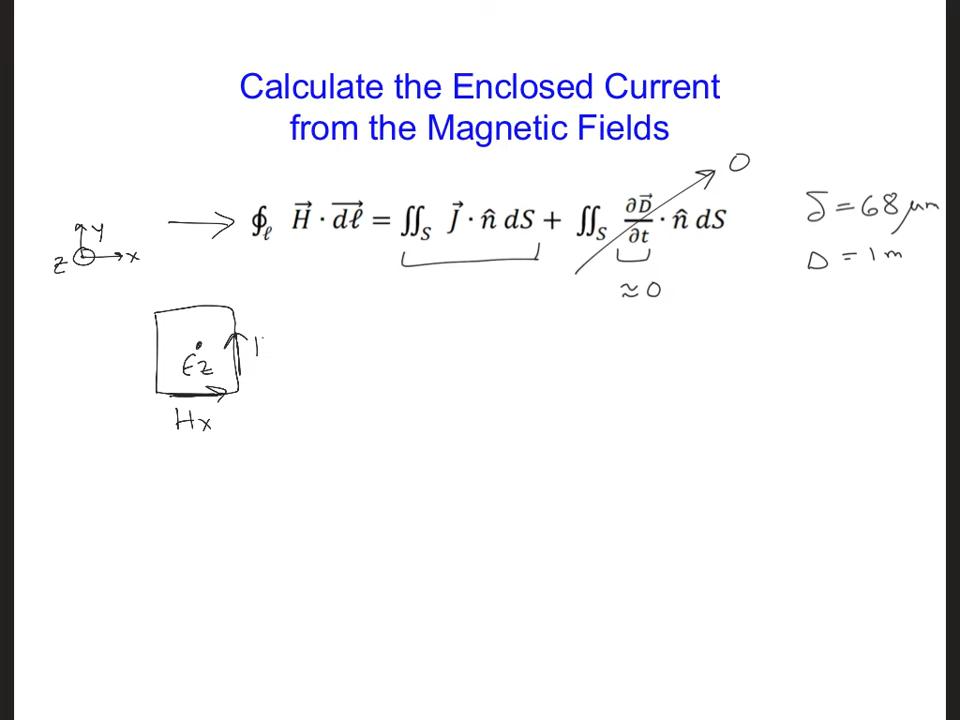 Calculate the Enclosed Current
from the Magnetic Fields
0
∮ℓ H⃗ · dℓ⃗ = ∬S J⃗ · n̂ dS + ∬S ∂D⃗/∂t · n̂ dS
≈0
δ = 68 μm
D = 1 m
y
z
x
Ez
Hx